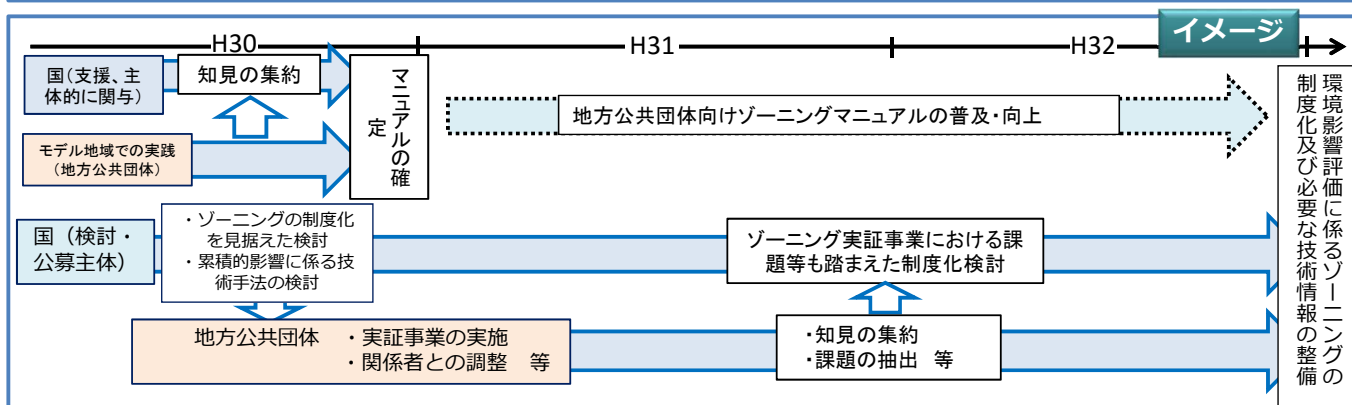 イメージ
H30
H31
H32
国(支援、主
体的に関与)
知見の集約
マニュアルの確
定
地方公共団体向けゾーニングマニュアルの普及・向上
モデル地域での実践
(地方公共団体)
国（検討・
公募主体）
・ゾーニングの制度化
を見据えた検討
・累積的影響に係る技
術手法の検討
ゾーニング実証事業における課
題等も踏まえた制度化検討
地方公共団体　・実証事業の実施
・関係者との調整　等
・知見の集約
・課題の抽出　等
環境影響評価に係るゾーニングの
制度化及び必要な技術情報の整備